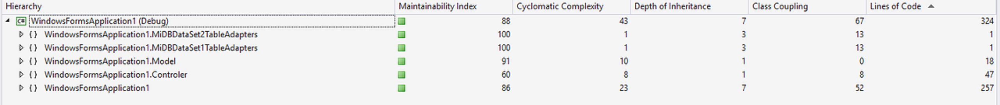 Hierarchy Maintainability Index Cyclomatic Complexity Depth of Inheritance Class Coupling Lines of Code
C# WindowsFormsApplication1 (Debug) 88 43 7 67 324
{ } WindowsFormsApplication1.MiDBDataSet2TableAdapters 100 1 3 13 1
{ } WindowsFormsApplication1.MiDBDataSet1TableAdapters 100 1 3 13 1
{ } WindowsFormsApplication1.Model 91 10 1 0 18
{ } WindowsFormsApplication1.Controler 60 8 1 8 47
{ } WindowsFormsApplication1 86 23 7 52 257